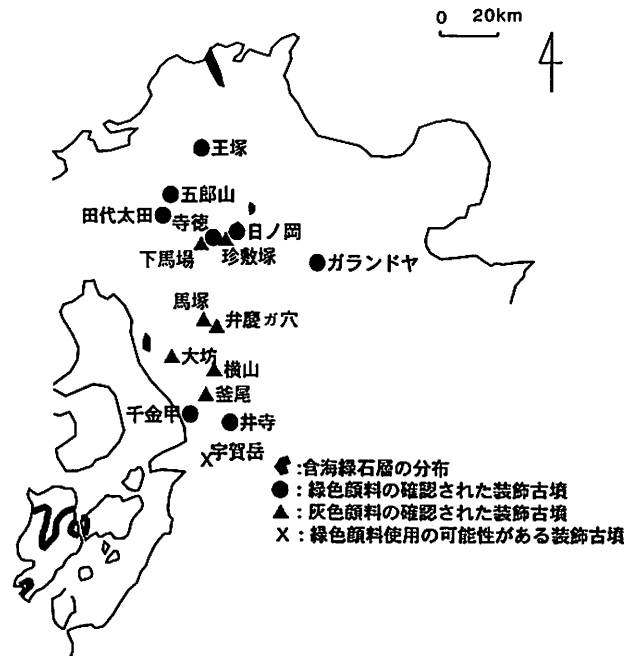 0 20km
王塚
五郎山
田代太田
寺徳
日ノ岡
下馬場
珍敷塚
ガランドヤ
馬塚
弁慶ガ穴
大坊
横山
釜尾
千金甲
井寺
宇賀岳
:含海緑石層の分布
:緑色顔料の確認された装飾古墳
:灰色顔料の確認された装飾古墳
X:緑色顔料使用の可能性がある装飾古墳